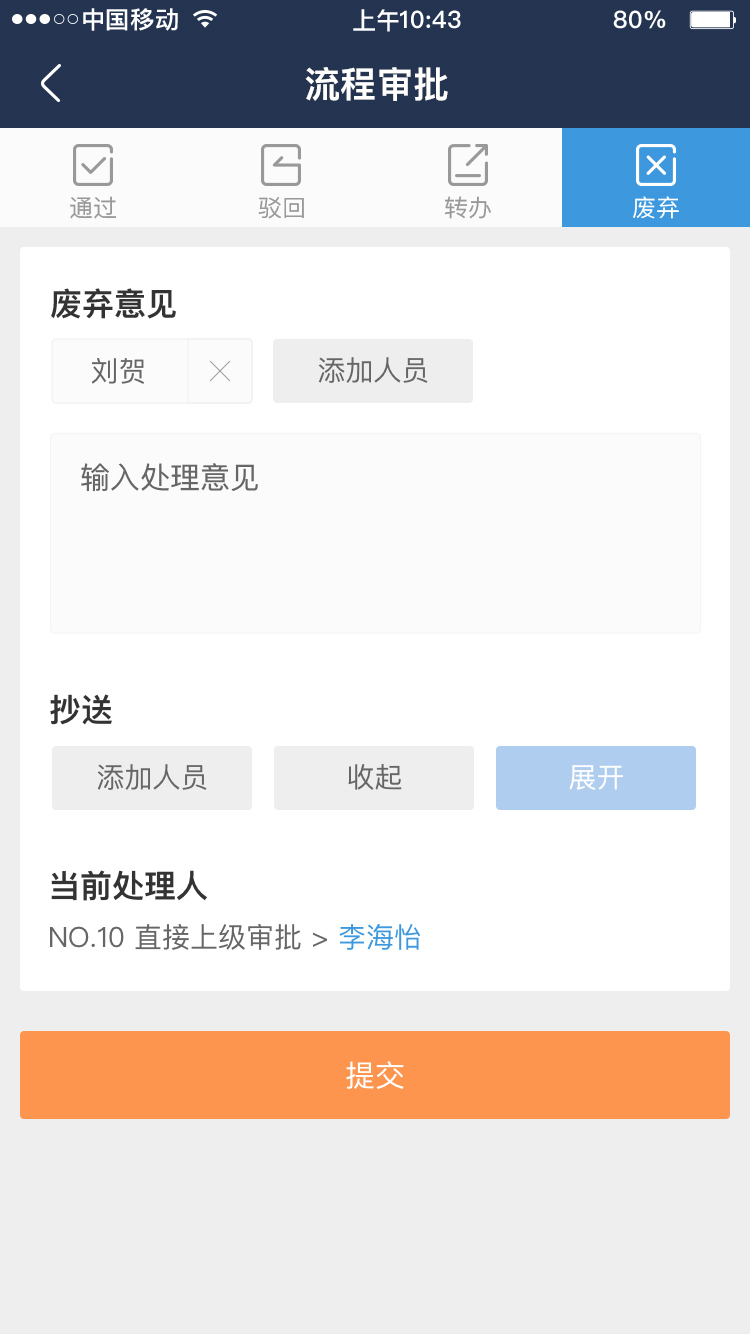 中国移动 上午10:43 80%
流程审批
通过 驳回 转办 废弃
废弃意见
刘贺 添加人员
输入处理意见
抄送
添加人员 收起 展开
当前处理人
NO.10 直接上级审批 > 李海怡
提交